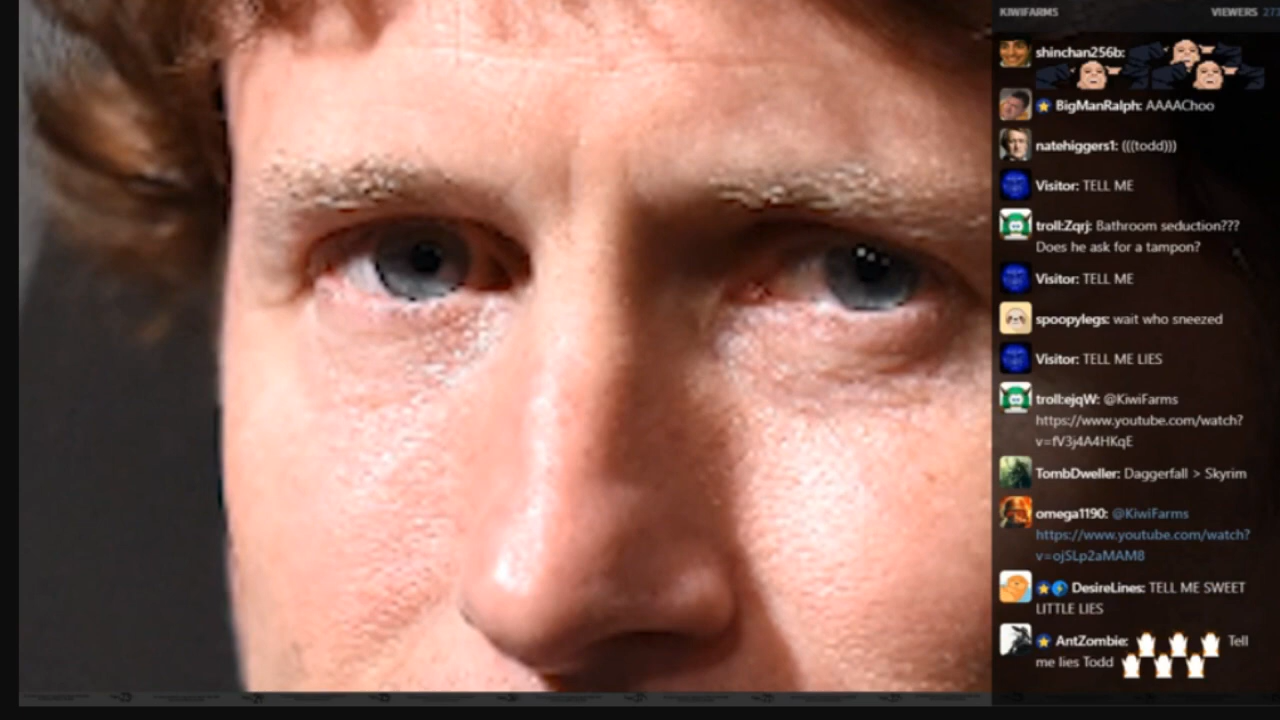 KIWIFARMS VIEWERS 273
shinchan256b:
BigManRalph: AAAAChoo
natehiggers1: (((todd)))
Visitor: TELL ME
troll:Zqrj: Bathroom seduction???
Does he ask for a tampon?
Visitor: TELL ME
spoopylegs: wait who sneezed
Visitor: TELL ME LIES
troll:ejqW: @KiwiFarms
https://www.youtube.com/watch?
v=fV3j4A4HKqE
TombDweller: Daggerfall > Skyrim
omega1190: @KiwiFarms
https://www.youtube.com/watch?
v=ojSLp2aMAM8
DesireLines: TELL ME SWEET
LITTLE LIES
AntZombie: Tell
me lies Todd